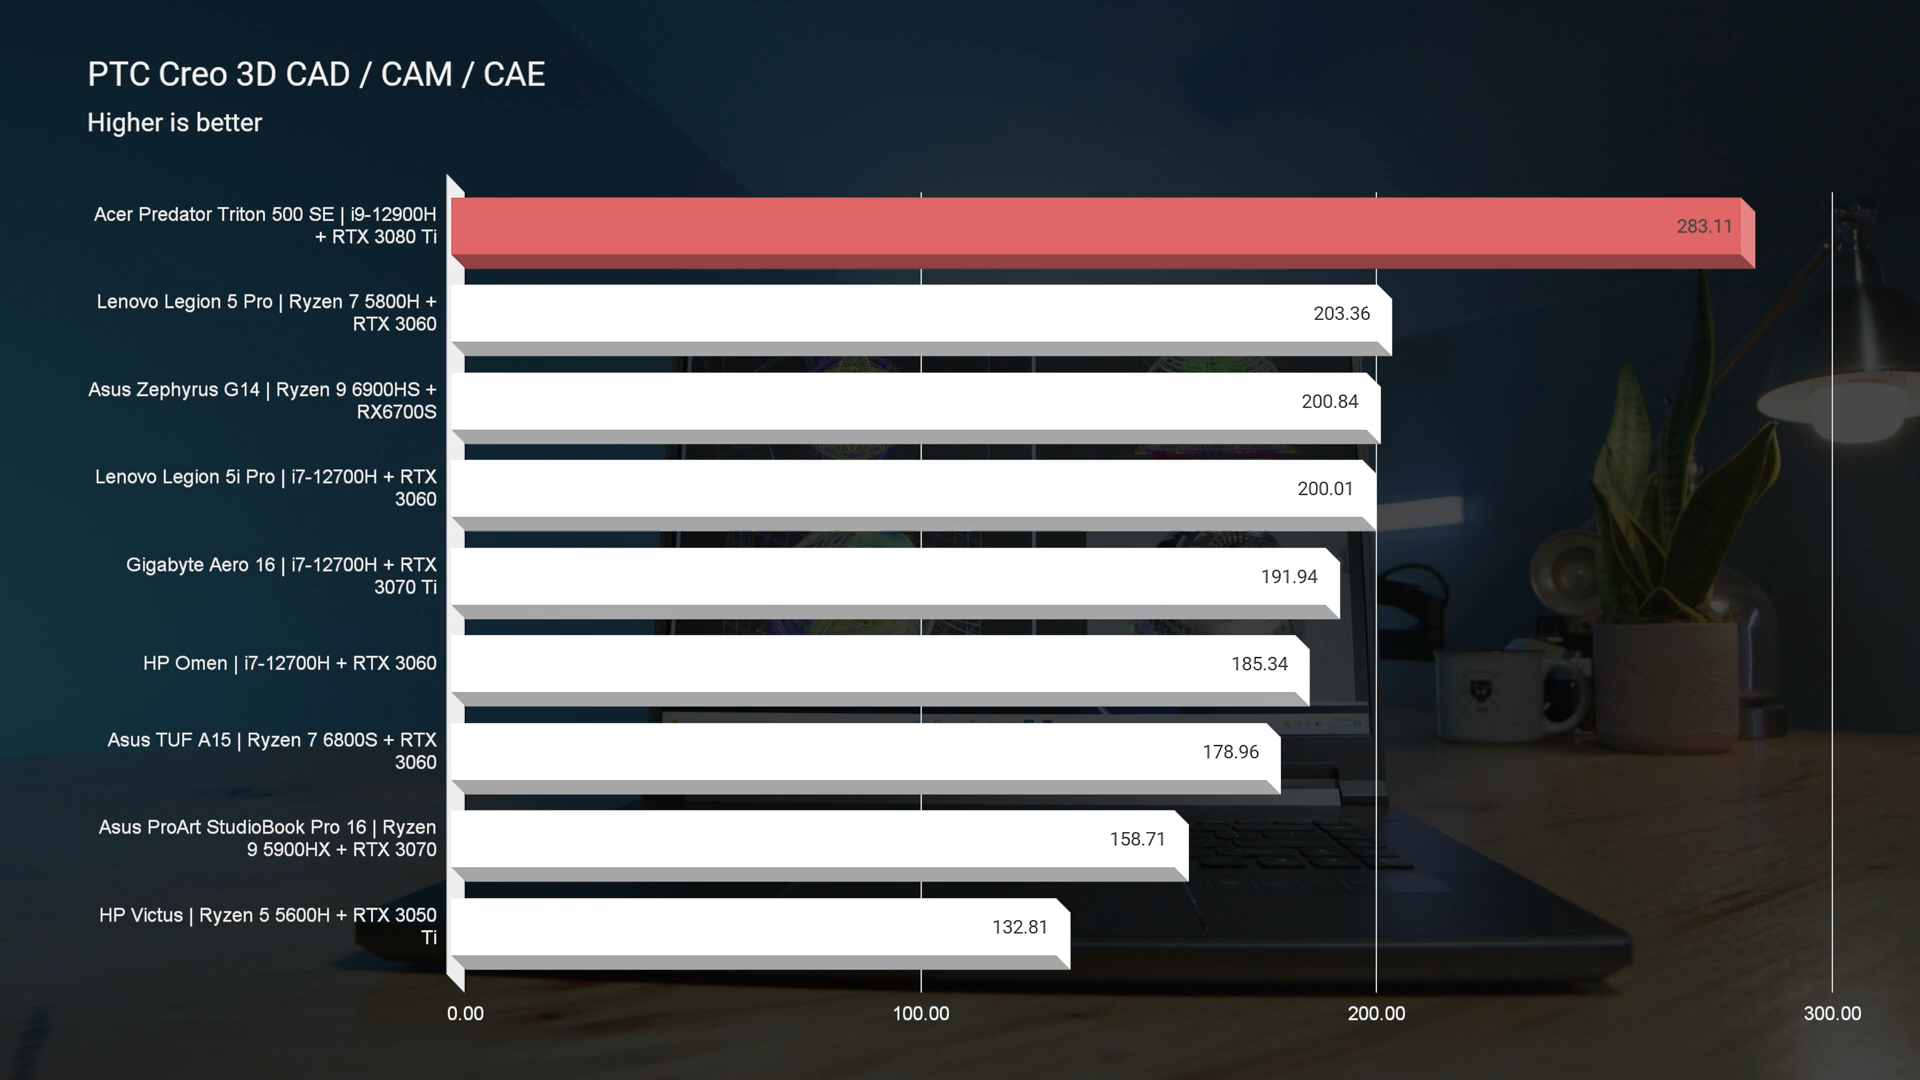 PTC Creo 3D CAD / CAM / CAE
Higher is better
Acer Predator Triton 500 SE | i9-12900H
+ RTX 3080 Ti
283.11
Lenovo Legion 5 Pro | Ryzen 7 5800H +
RTX 3060
203.36
Asus Zephyrus G14 | Ryzen 9 6900HS +
RX6700S
200.84
Lenovo Legion 5i Pro | i7-12700H + RTX
3060
200.01
Gigabyte Aero 16 | i7-12700H + RTX
3070 Ti
191.94
HP Omen | i7-12700H + RTX 3060
185.34
Asus TUF A15 | Ryzen 7 6800S + RTX
3060
178.96
Asus ProArt StudioBook Pro 16 | Ryzen
9 5900HX + RTX 3070
158.71
HP Victus | Ryzen 5 5600H + RTX 3050
Ti
132.81
0.00
100.00
200.00
300.00